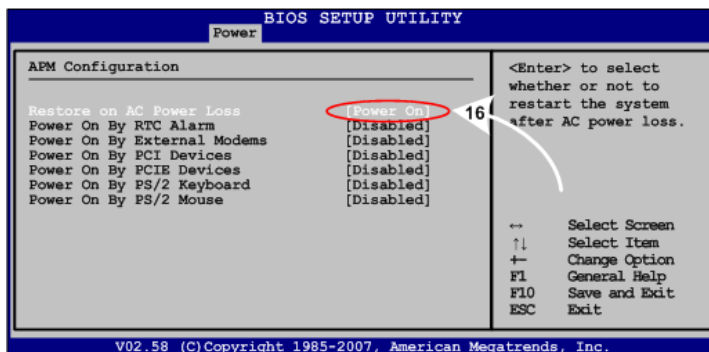 BIOS SETUP UTILITY
Power
APM Configuration
Restore on AC Power Loss [Power On]
Power On By RTC Alarm [Disabled]
Power On By External Modems [Disabled]
Power On By PCI Devices [Disabled]
Power On By PCIE Devices [Disabled]
Power On By PS/2 Keyboard [Disabled]
Power On By PS/2 Mouse [Disabled]
16
<Enter> to select
whether or not to
restart the system
after AC power loss.
↔ Select Screen
↑↓ Select Item
+- Change Option
F1 General Help
F10 Save and Exit
ESC Exit
V02.58 (C)Copyright 1985-2007, American Megatrends, Inc.